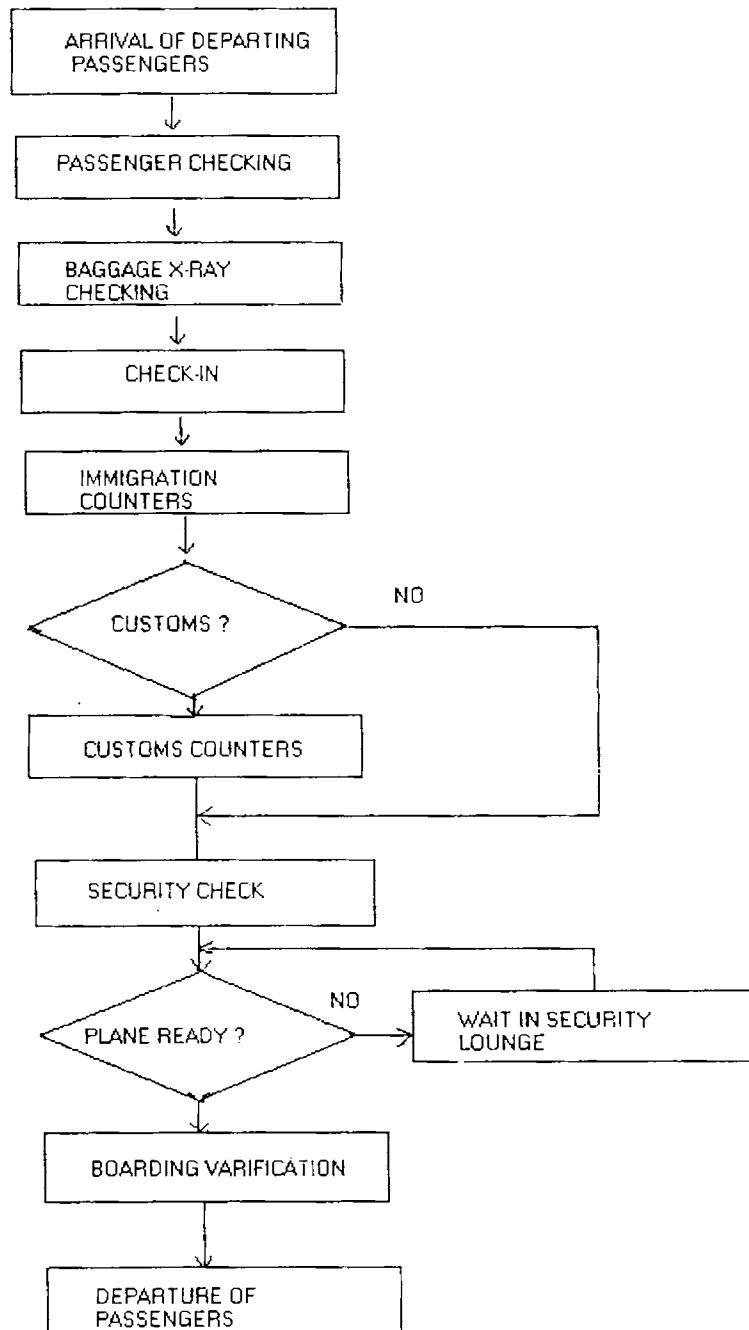 ARRIVAL OF DEPARTING
PASSENGERS
PASSENGER CHECKING
BAGGAGE X-RAY
CHECKING
CHECK-IN
IMMIGRATION
COUNTERS
NO
CUSTOMS ?
CUSTOMS COUNTERS
SECURITY CHECK
NO
PLANE READY ?
WAIT IN SECURITY
LOUNGE
BOARDING VARIFICATION
DEPARTURE OF
PASSENGERS